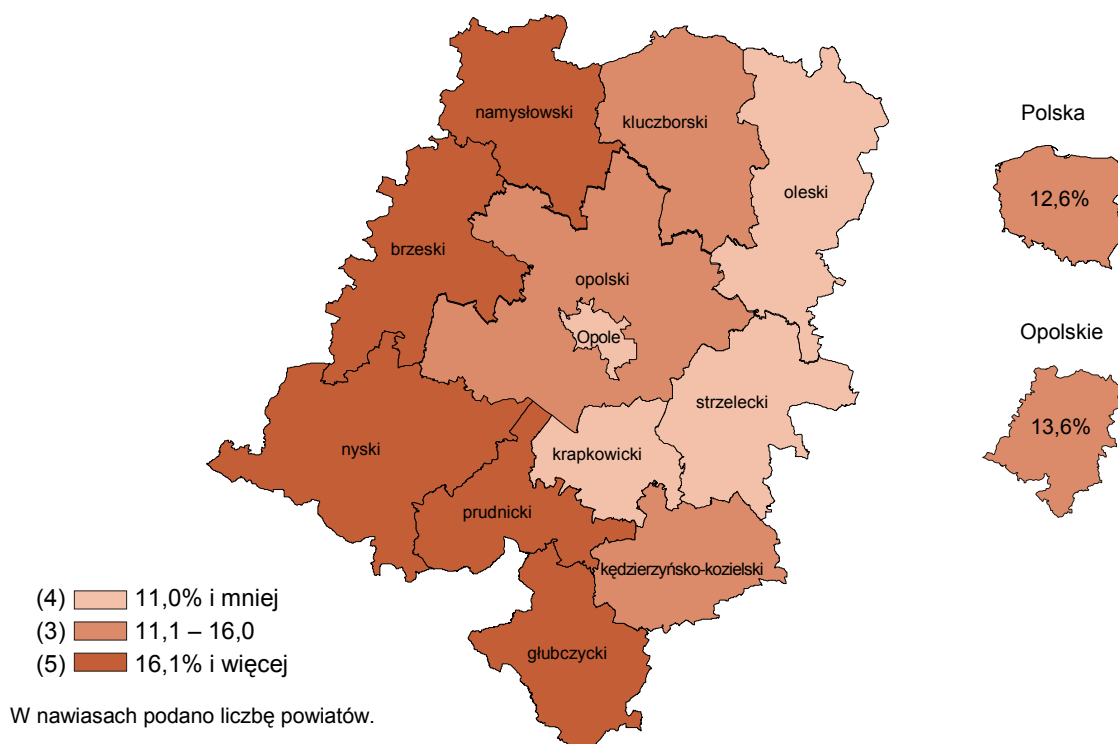 namysłowski
kluczborski
oleski
brzeski
opolski
Opole
strzelecki
nyski
krapkowicki
prudnicki
kędzierzyńsko-kozielski
głubczycki
Polska
12,6%
Opolskie
13,6%
(4) 11,0% i mniej
(3) 11,1 – 16,0
(5) 16,1% i więcej
W nawiasach podano liczbę powiatów.